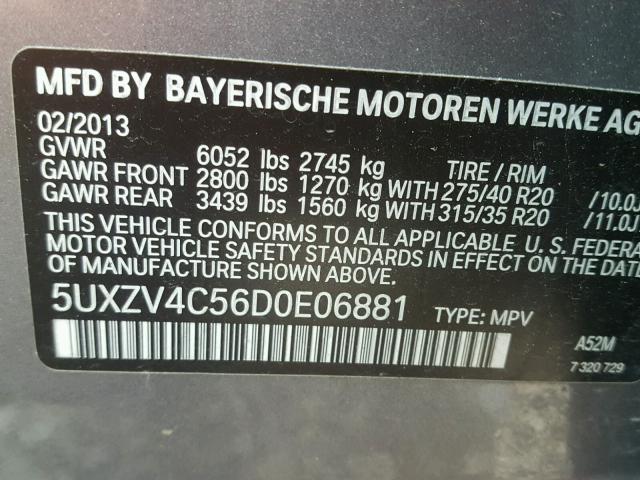 MFD BY BAYERISCHE MOTOREN WERKE AG
02/2013
GVWR 6052 lbs 2745 kg TIRE / RIM
GAWR FRONT 2800 lbs 1270 kg WITH 275/40 R20 /10.0J
GAWR REAR 3439 lbs 1560 kg WITH 315/35 R20 /11.0J
THIS VEHICLE CONFORMS TO ALL APPLICABLE U.S. FEDERA
MOTOR VEHICLE SAFETY STANDARDS IN EFFECT ON THE
DATE OF MANUFACTURE SHOWN ABOVE.
5UXZV4C56D0E06881 TYPE: MPV
A52M
7 320 729